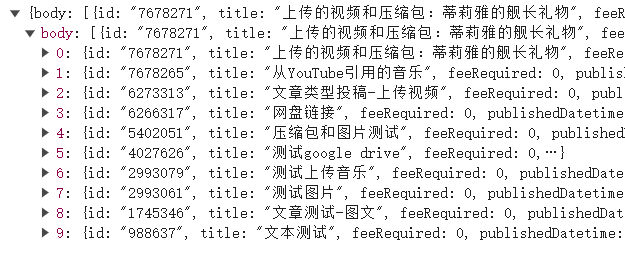 ▼ {body: [{id: "7678271", title: "上传的视频和压缩包：蒂莉雅的舰长礼物", feeR
▼ body: [{id: "7678271", title: "上传的视频和压缩包：蒂莉雅的舰长礼物", fe
▶ 0: {id: "7678271", title: "上传的视频和压缩包：蒂莉雅的舰长礼物",
▶ 1: {id: "7678265", title: "从YouTube引用的音乐", feeRequired: 0, publishe
▶ 2: {id: "6273313", title: "文章类型投稿-上传视频", feeRequired: 0, publi
▶ 3: {id: "6266317", title: "网盘链接", feeRequired: 0, publishedDatetim
▶ 4: {id: "5402051", title: "压缩包和图片测试", feeRequired: 0, published
▶ 5: {id: "4027626", title: "测试google drive", feeRequired: 0,…}
▶ 6: {id: "2993079", title: "测试上传音乐", feeRequired: 0, publishedDate
▶ 7: {id: "2993061", title: "测试图片", feeRequired: 0, publishedDatetim
▶ 8: {id: "1745346", title: "文章测试-图文", feeRequired: 0, publishedDat
▶ 9: {id: "988637", title: "文本测试", feeRequired: 0, publishedDatetime: